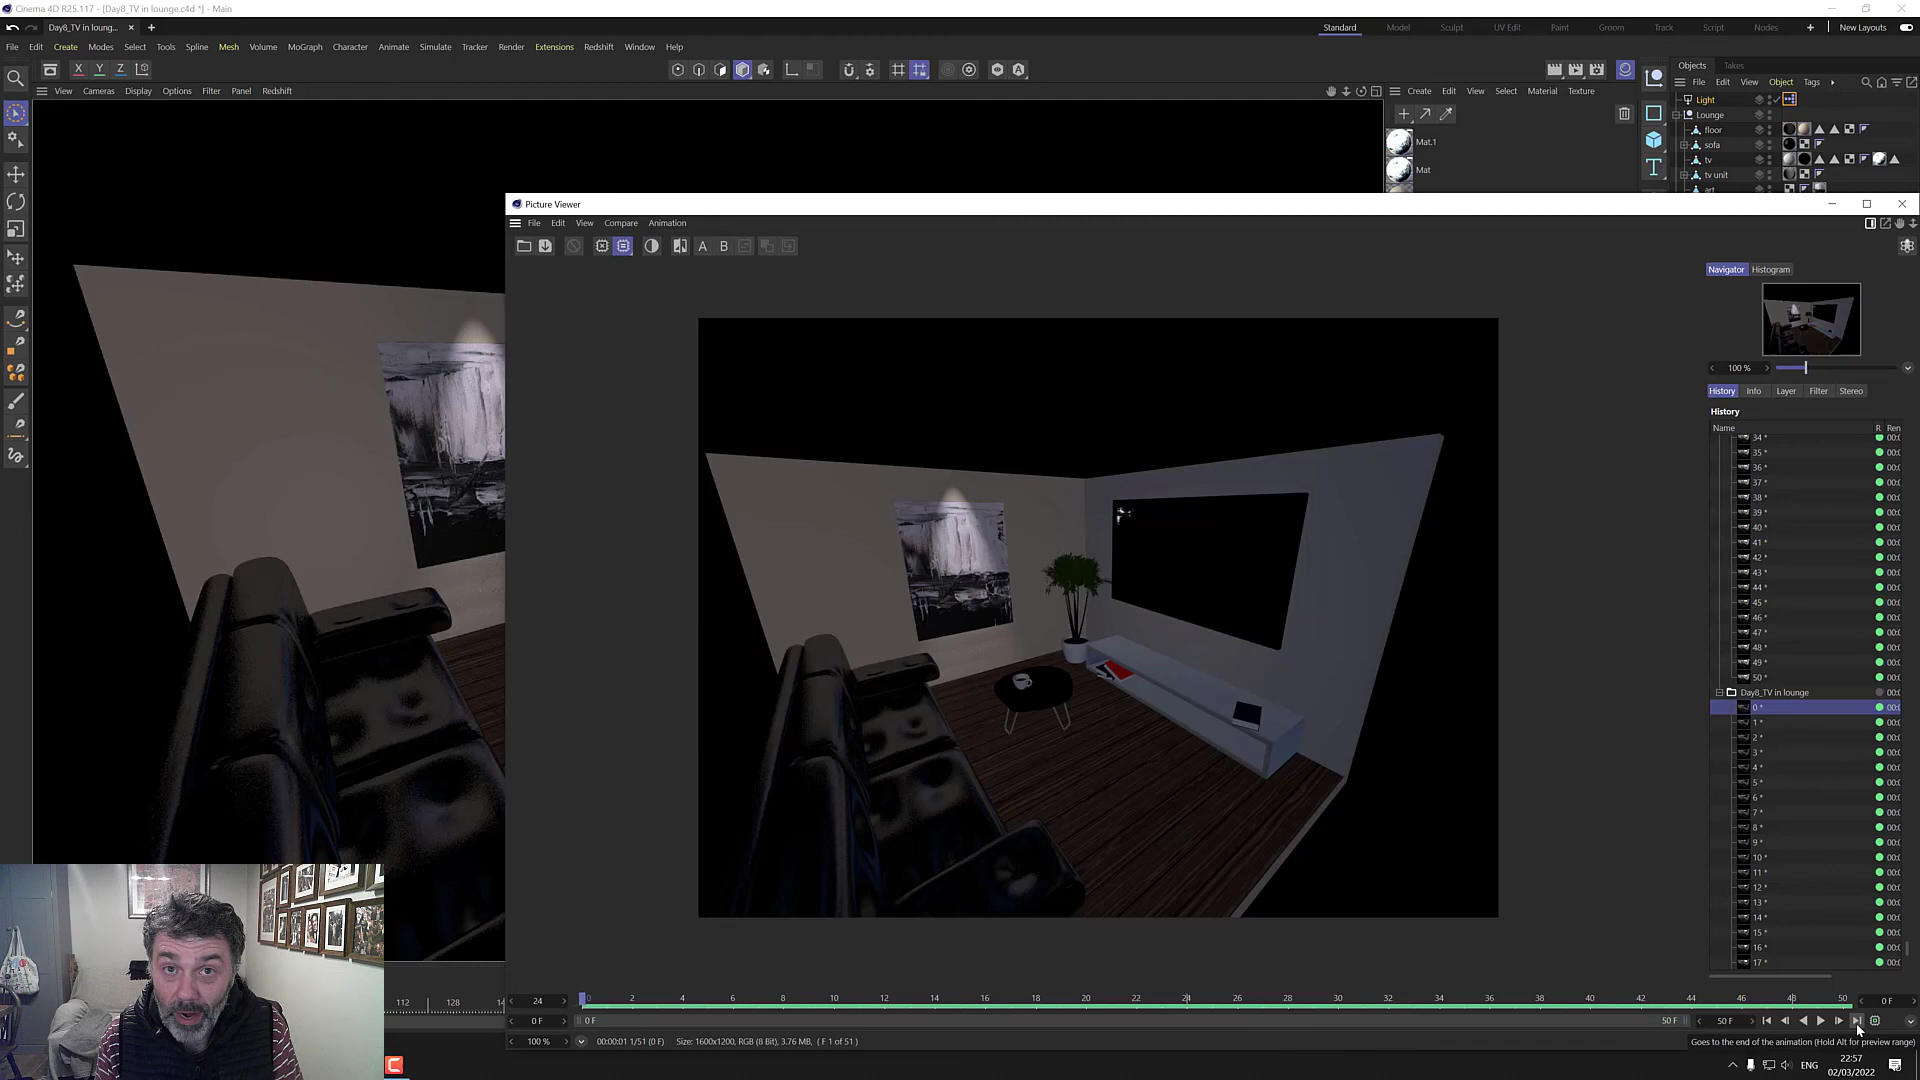 Cinema 4D R25.117 - [Day8_TV in lounge.c4d *] - Main
Day8_TV in loung...
Standard Model Sculpt UV Edit Paint Groom Track Script Nodes New Layouts
File Edit Create Modes Select Tools Spline Mesh Volume MoGraph Character Animate Simulate Tracker Render Extensions Redshift Window Help
X Y Z
Objects Takes
File Edit View Object Tags
View Cameras Display Options Filter Panel Redshift
Create Edit View Select Material Texture
Light
Lounge
floor
sofa
tv
tv unit
art
Mat.1
Mat
Picture Viewer
File Edit View Compare Animation
A B
Navigator Histogram
100 %
History Info Layer Filter Stereo
History
Name R Ren
34 *
35 *
36 *
37 *
38 *
39 *
40 *
41 *
42 *
43 *
44 *
45 *
46 *
47 *
48 *
49 *
50 *
Day8_TV in lounge
0 *
1 *
2 *
3 *
4 *
5 *
6 *
7 *
8 *
9 *
10 *
11 *
12 *
13 *
14 *
15 *
16 *
17 *
112 128
24 0 2 4 6 8 10 12 14 16 18 20 22 24 26 28 30 32 34 36 38 40 42 44 46 48 50 0 F
0 F 0 F 50 F 50 F
100 % 00:00:01 1/51 (0 F) Size: 1600x1200, RGB (8 Bit), 3.76 MB, ( F 1 of 51 )
Goes to the end of the animation (Hold Alt for preview range)
ENG
22:57
02/03/2022